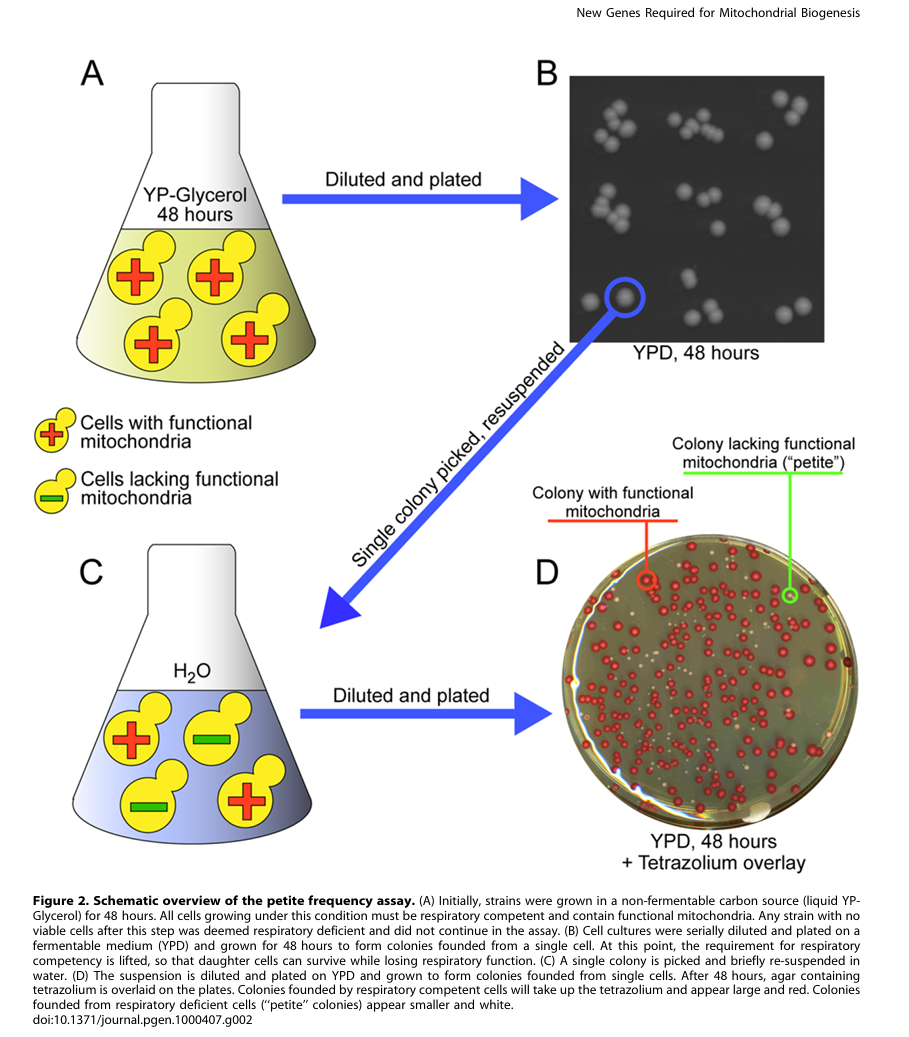 New Genes Required for Mitochondrial Biogenesis
A
YP-Glycerol
48 hours
Diluted and plated
B
YPD, 48 hours
Cells with functional
mitochondria
Cells lacking functional
mitochondria
Single colony picked, resuspended
Colony lacking functional
mitochondria (“petite”)
Colony with functional
mitochondria
C
H2O
Diluted and plated
D
YPD, 48 hours
+ Tetrazolium overlay
Figure 2. Schematic overview of the petite frequency assay. (A) Initially, strains were grown in a non-fermentable carbon source (liquid YP-
Glycerol) for 48 hours. All cells growing under this condition must be respiratory competent and contain functional mitochondria. Any strain with no
viable cells after this step was deemed respiratory deficient and did not continue in the assay. (B) Cell cultures were serially diluted and plated on a
fermentable medium (YPD) and grown for 48 hours to form colonies founded from a single cell. At this point, the requirement for respiratory
competency is lifted, so that daughter cells can survive while losing respiratory function. (C) A single colony is picked and briefly re-suspended in
water. (D) The suspension is diluted and plated on YPD and grown to form colonies founded from single cells. After 48 hours, agar containing
tetrazolium is overlaid on the plates. Colonies founded by respiratory competent cells will take up the tetrazolium and appear large and red. Colonies
founded from respiratory deficient cells (‘‘petite’’ colonies) appear smaller and white.
doi:10.1371/journal.pgen.1000407.g002